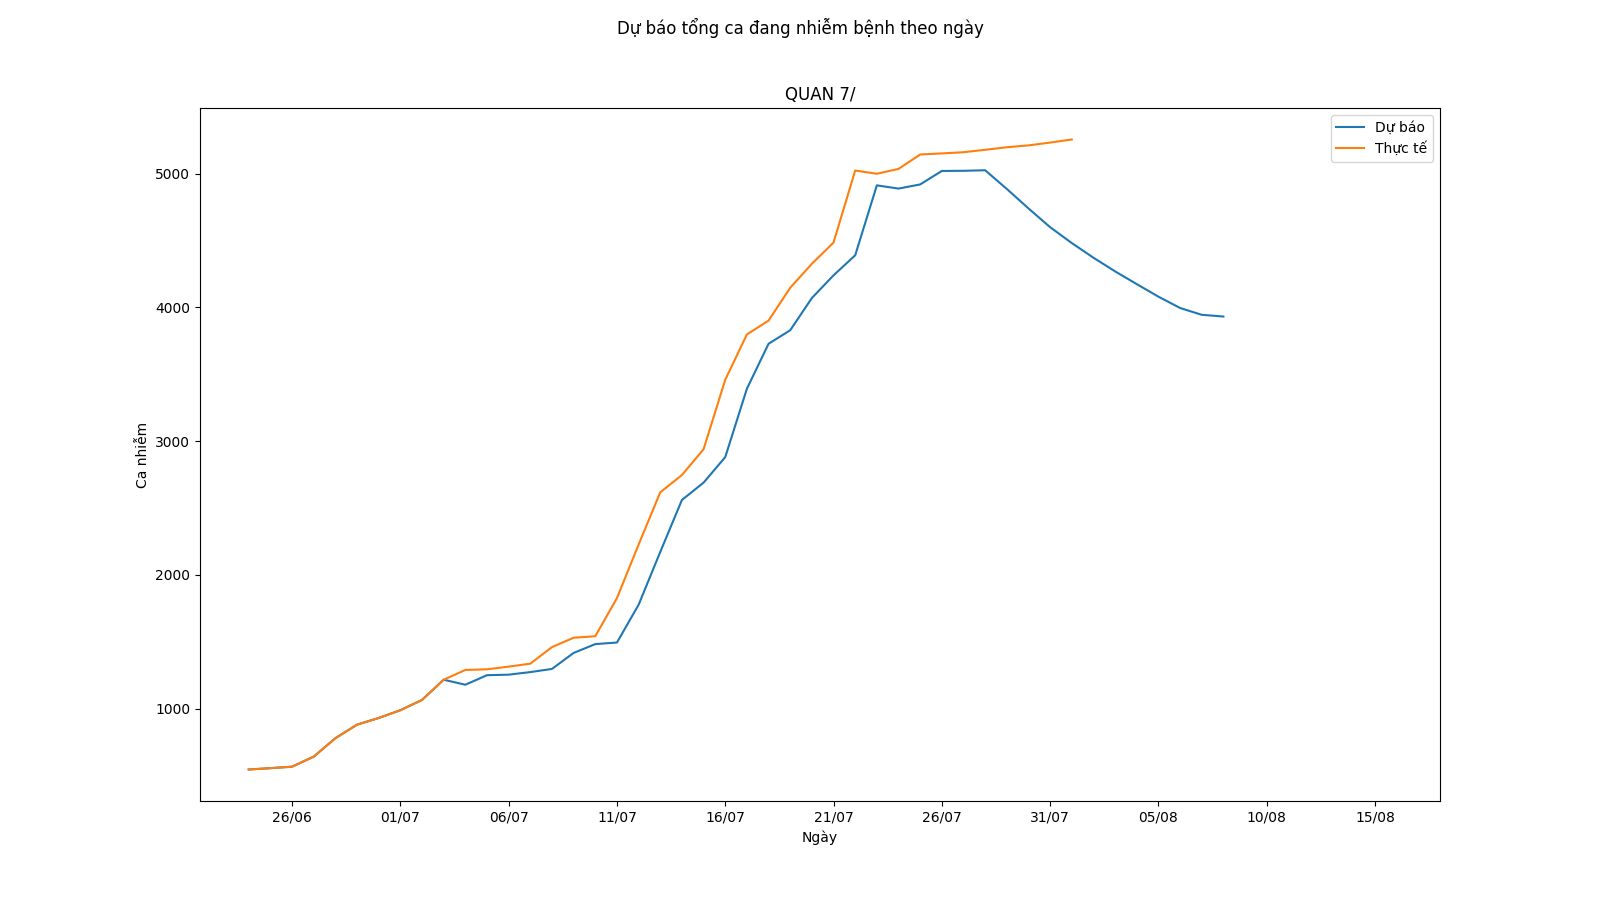 Dự báo tổng ca đang nhiễm bệnh theo ngày
QUAN 7/
Dự báo
Thực tế
5000
4000
3000
2000
1000
Ca nhiễm
26/06
01/07
06/07
11/07
16/07
21/07
26/07
31/07
05/08
10/08
15/08
Ngày